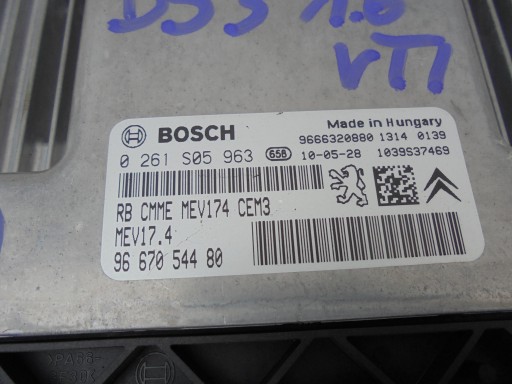 DS3 1.6
VTI
BOSCH
Made in Hungary
9666320880 1314 0139
0 261 S05 963 658 10-05-28 1039S37469
RB CMME MEV174 CEM3
MEV17.4
96 670 544 80